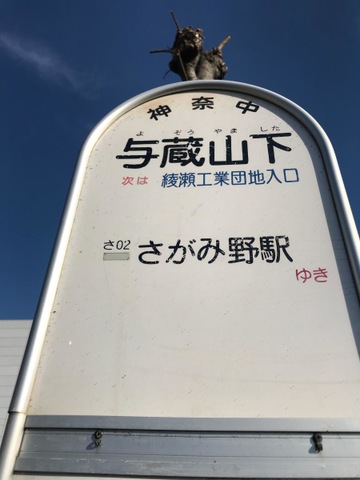 神奈中
よぞうやました
与蔵山下
次は 綾瀬工業団地入口
さ02 さがみ野駅
ゆき